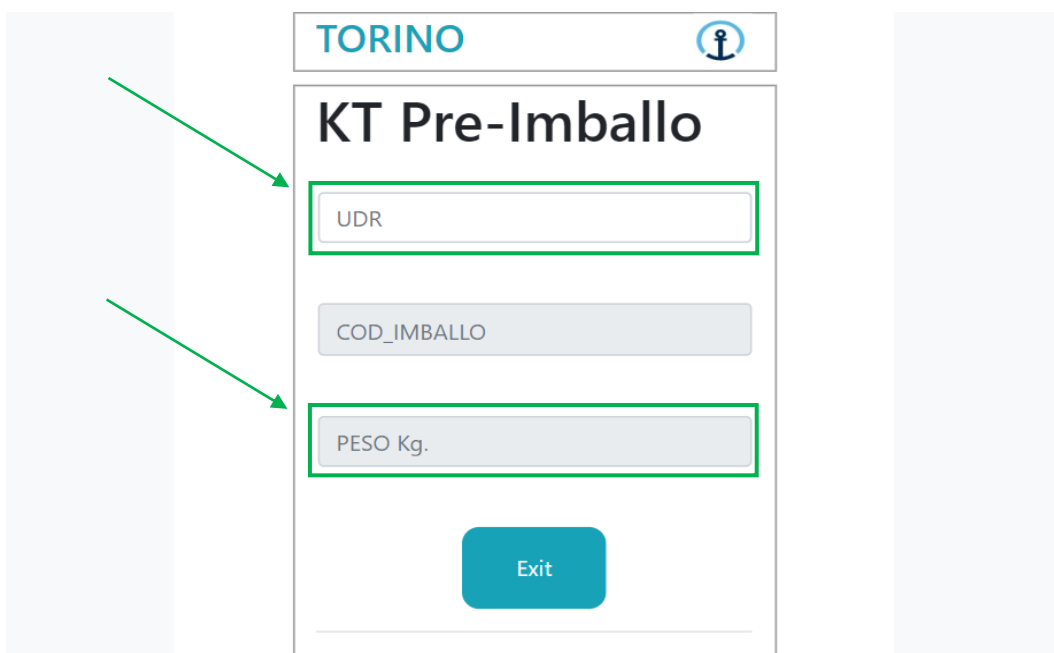 TORINO
KT Pre-Imballo
UDR
COD_IMBALLO
PESO Kg.
Exit